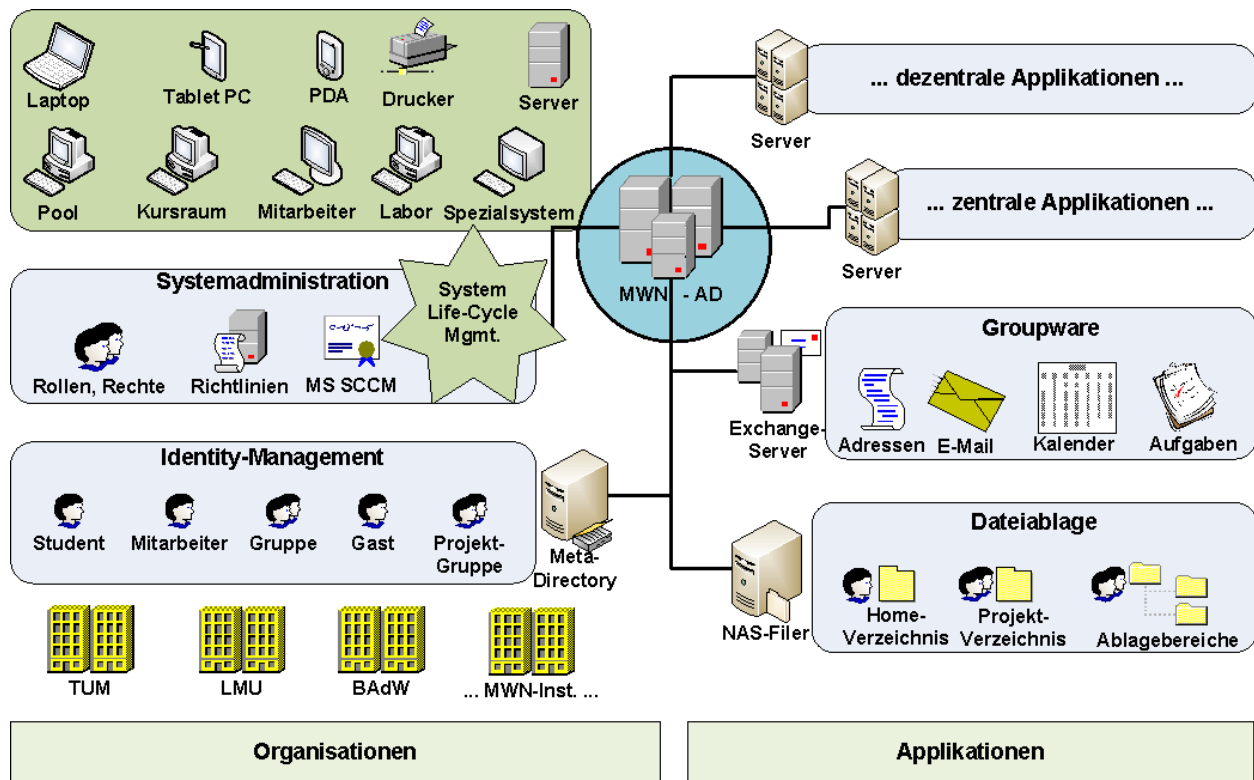 Laptop
Tablet PC
PDA
Drucker
Server
Pool
Kursraum
Mitarbeiter
Labor
Spezialsystem
Systemadministration
Rollen, Rechte
Richtlinien
MS SCCM
System
Life-Cycle
Mgmt.
Identity-Management
Student
Mitarbeiter
Gruppe
Gast
Projekt-
Gruppe
Meta-
Directory
TUM
LMU
BAdW
... MWN-Inst. ...
Organisationen
MWN - AD
Server
... dezentrale Applikationen ...
Server
... zentrale Applikationen ...
Exchange-
Server
Groupware
Adressen
E-Mail
Kalender
Aufgaben
NAS-Filer
Dateiablage
Home-
Verzeichnis
Projekt-
Verzeichnis
Ablagebereiche
Applikationen